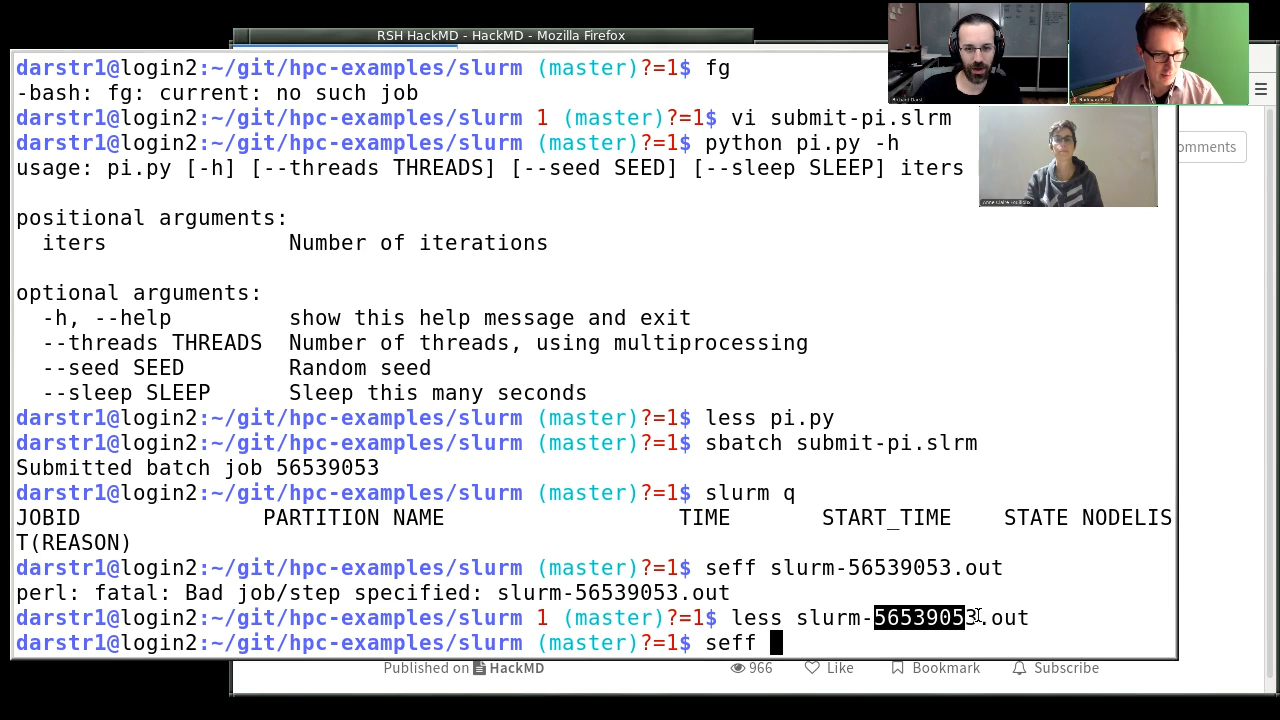 RSH HackMD - HackMD - Mozilla Firefox
darstr1@login2:~/git/hpc-examples/slurm (master)?=1$ fg
-bash: fg: current: no such job
darstr1@login2:~/git/hpc-examples/slurm 1 (master)?=1$ vi submit-pi.slrm
darstr1@login2:~/git/hpc-examples/slurm (master)?=1$ python pi.py -h
usage: pi.py [-h] [--threads THREADS] [--seed SEED] [--sleep SLEEP] iters
positional arguments:
iters Number of iterations
optional arguments:
-h, --help show this help message and exit
--threads THREADS Number of threads, using multiprocessing
--seed SEED Random seed
--sleep SLEEP Sleep this many seconds
darstr1@login2:~/git/hpc-examples/slurm (master)?=1$ less pi.py
darstr1@login2:~/git/hpc-examples/slurm (master)?=1$ sbatch submit-pi.slrm
Submitted batch job 56539053
darstr1@login2:~/git/hpc-examples/slurm (master)?=1$ slurm q
JOBID PARTITION NAME TIME START_TIME STATE NODELIS
T(REASON)
darstr1@login2:~/git/hpc-examples/slurm (master)?=1$ seff slurm-56539053.out
perl: fatal: Bad job/step specified: slurm-56539053.out
darstr1@login2:~/git/hpc-examples/slurm 1 (master)?=1$ less slurm-56539053.out
darstr1@login2:~/git/hpc-examples/slurm (master)?=1$ seff
omments
Published on HackMD 966 Like Bookmark Subscribe